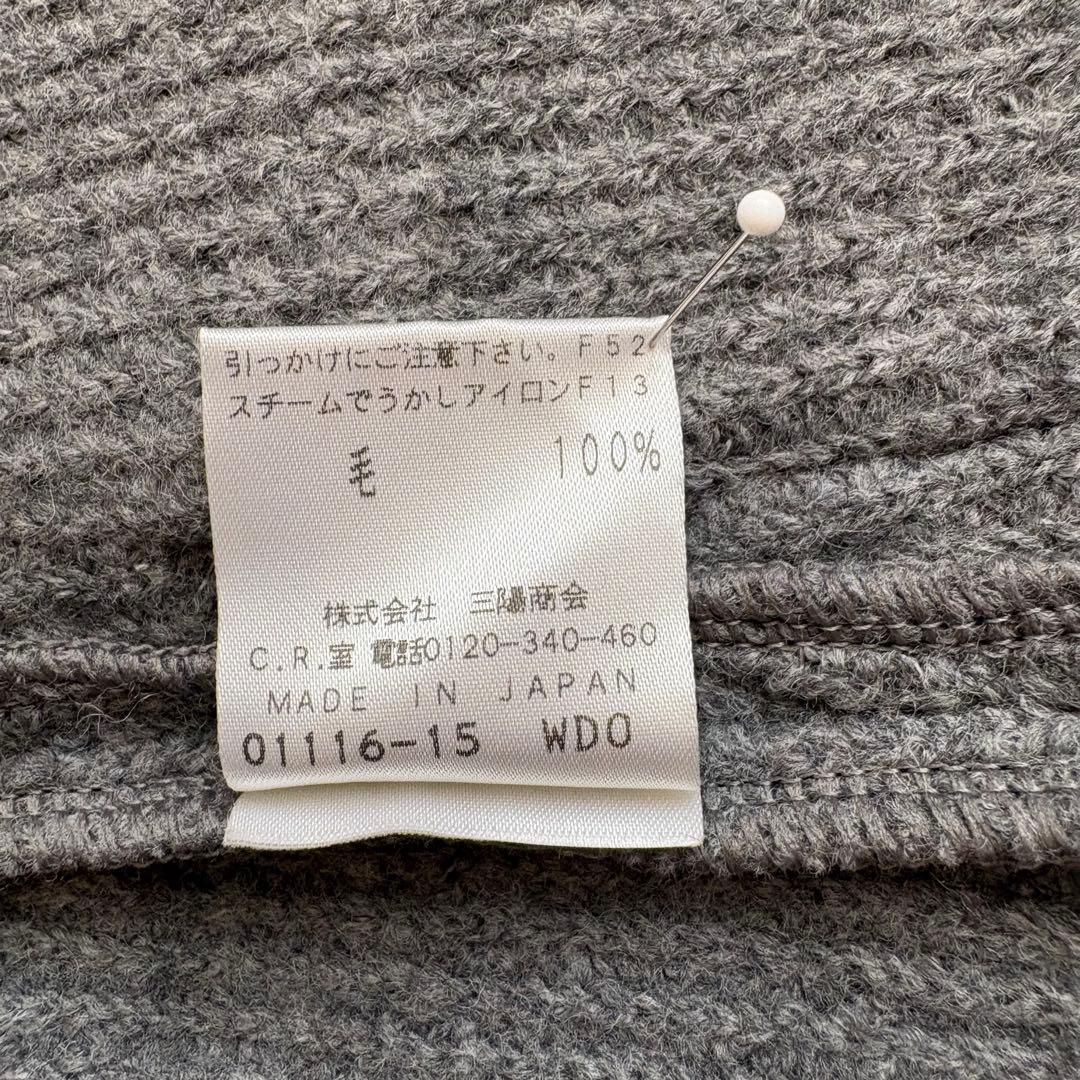 引っかけにご注意下さい。F52
スチームでうかしアイロンF13
毛 100%
株式会社 三陽商会
C.R.室 電話0120-340-460
MADE IN JAPAN
01116-15 WDO